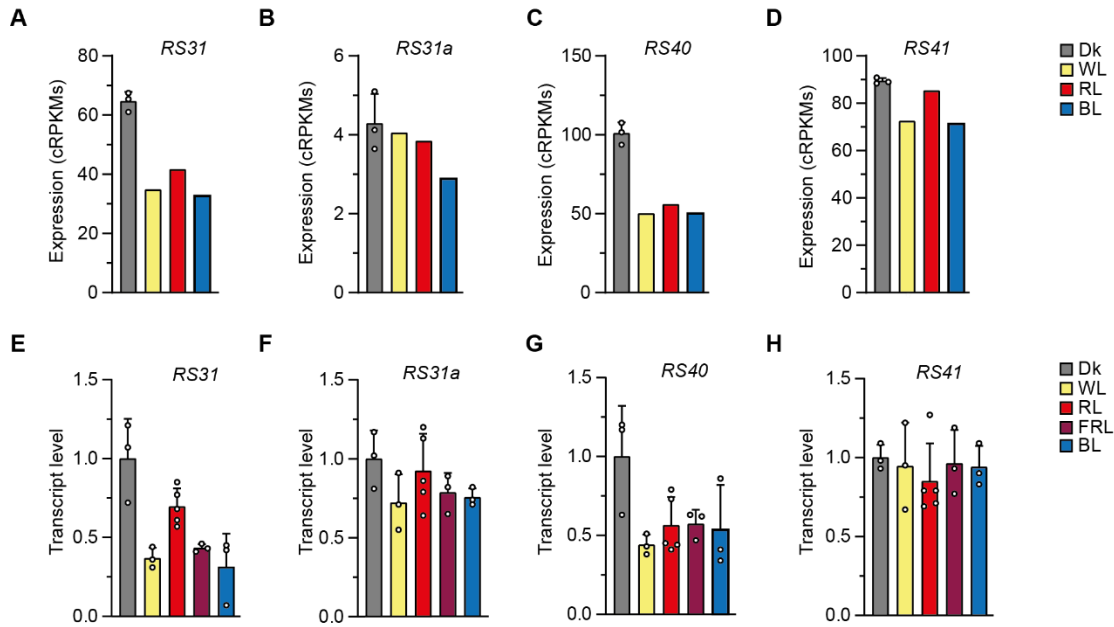 A
RS31
Expression (cRPKMs)
80
60
40
20
0
B
RS31a
Expression (cRPKMs)
6
4
2
0
C
RS40
Expression (cRPKMs)
150
100
50
0
D
RS41
Expression (cRPKMs)
100
80
60
40
20
0
Dk
WL
RL
BL
E
RS31
Transcript level
1.5
1.0
0.5
0.0
F
RS31a
Transcript level
1.5
1.0
0.5
0.0
G
RS40
Transcript level
1.5
1.0
0.5
0.0
H
RS41
Transcript level
1.5
1.0
0.5
0.0
Dk
WL
RL
FRL
BL